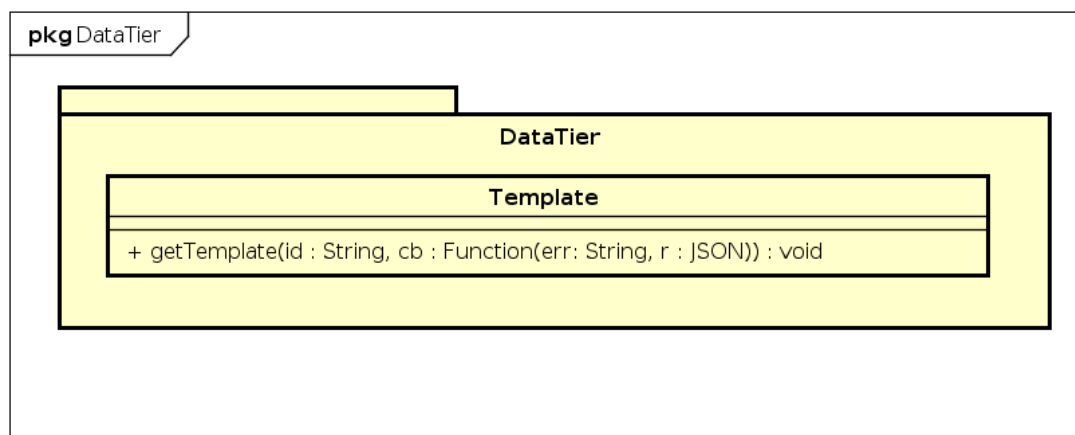 pkg DataTier
DataTier
Template
+ getTemplate(id : String, cb : Function(err: String, r : JSON)) : void